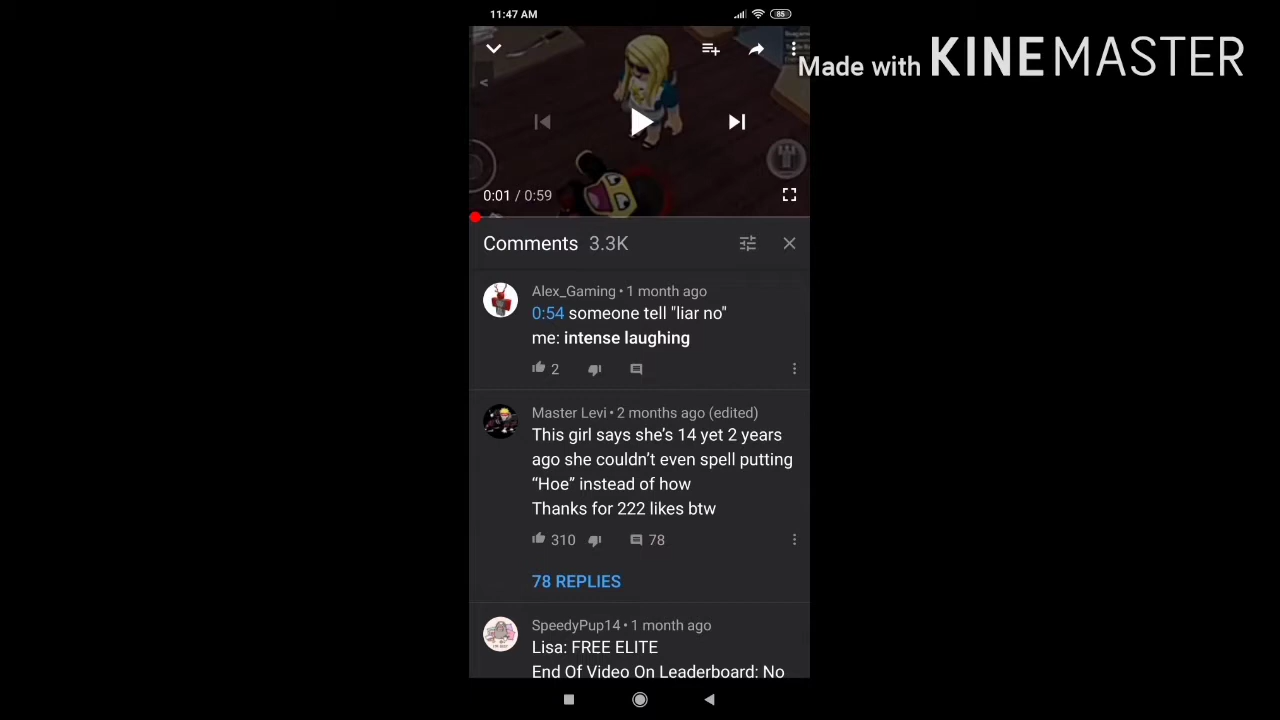 11:47 AM
85
Made with KINEMASTER
<
0:01 / 0:59
Comments 3.3K
Alex_Gaming • 1 month ago
0:54 someone tell "liar no"
me: intense laughing
2
Master Levi • 2 months ago (edited)
This girl says she's 14 yet 2 years
ago she couldn't even spell putting
“Hoe” instead of how
Thanks for 222 likes btw
310 78
78 REPLIES
SpeedyPup14 • 1 month ago
Lisa: FREE ELITE
End Of Video On Leaderboard: No